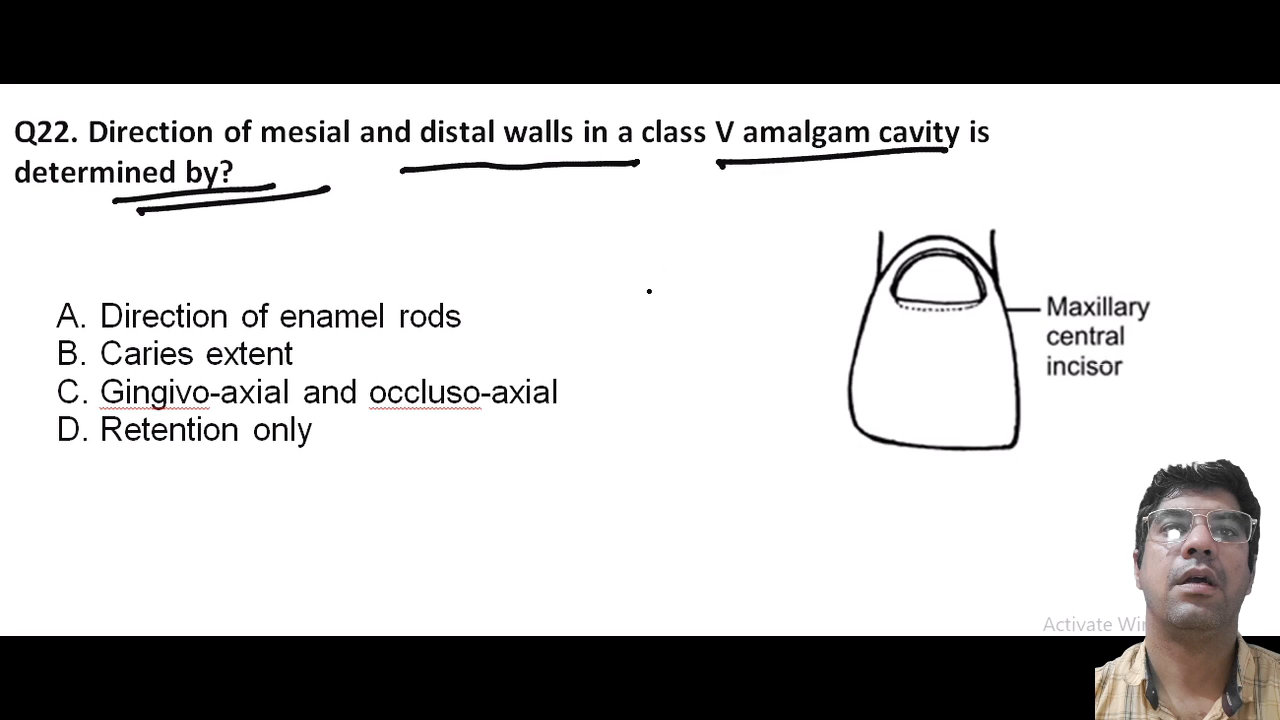 Q22. Direction of mesial and distal walls in a class V amalgam cavity is
determined by?
A. Direction of enamel rods
B. Caries extent
C. Gingivo-axial and occluso-axial
D. Retention only
Maxillary
central
incisor
Activate